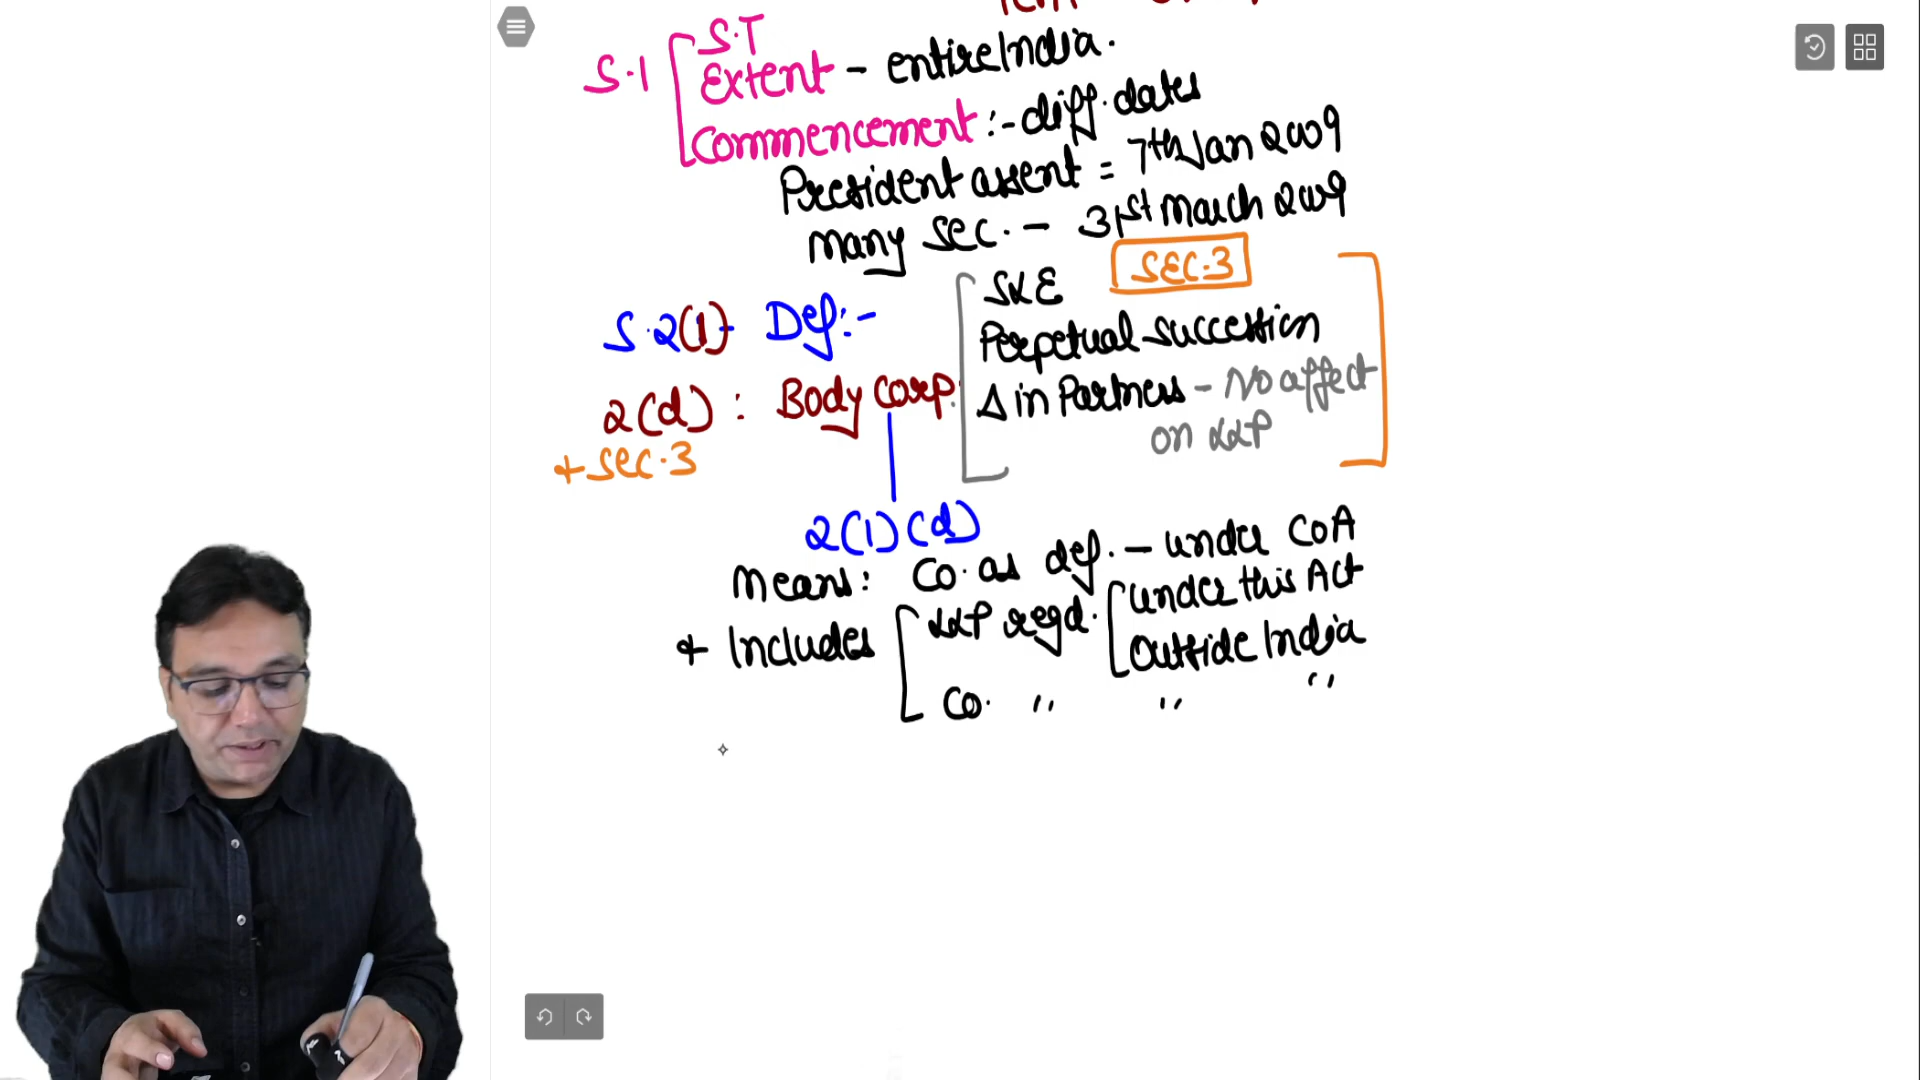 S.1
S.T
Extent - entire India.
Commencement :- diff. dates
President assent = 7th Jan 2009
Many Sec. - 31st March 2009
SEC.3
S.2(1) - Def:-
SLE
Perpetual succession
2(d) : Body Corp:
Δ in Partners - No affect
on LLP
+ Sec.3
2(1)(d)
Means: Co. as def. - under CoA
+ Includes
LLP regd.
under this Act
Outside India
Co. " " "